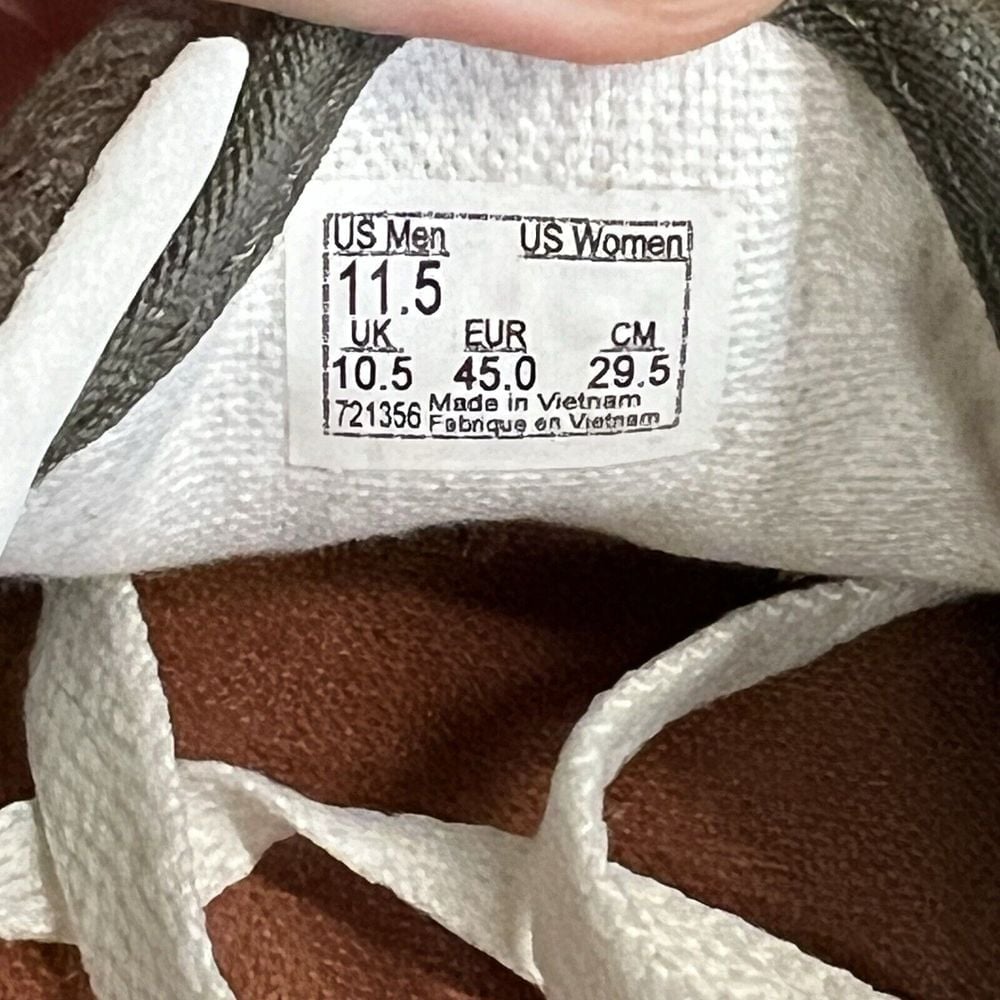 US Men US Women
11.5
UK EUR CM
10.5 45.0 29.5
721356 Made in Vietnam
Fabrique en Vietnam